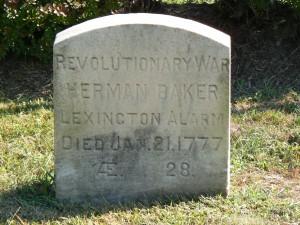 REVOLUTIONARY WAR
HERMAN BAKER
LEXINGTON ALARM
DIED JAN. 21, 1777
Æ. 28.